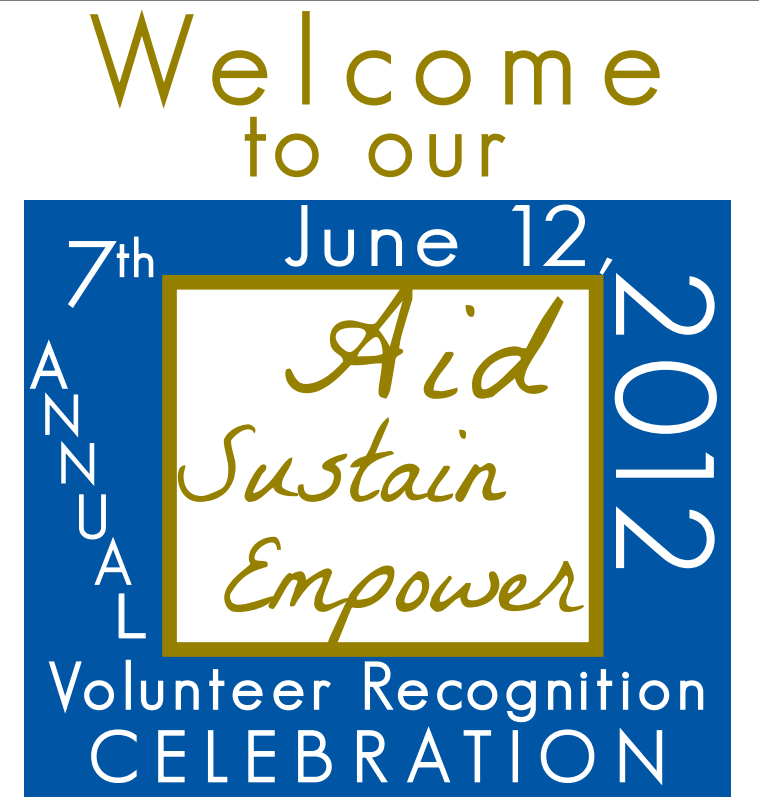 Welcome
to our
7th
ANNUAL
June 12,
2012
Aid
Sustain
Empower
Volunteer Recognition
CELEBRATION